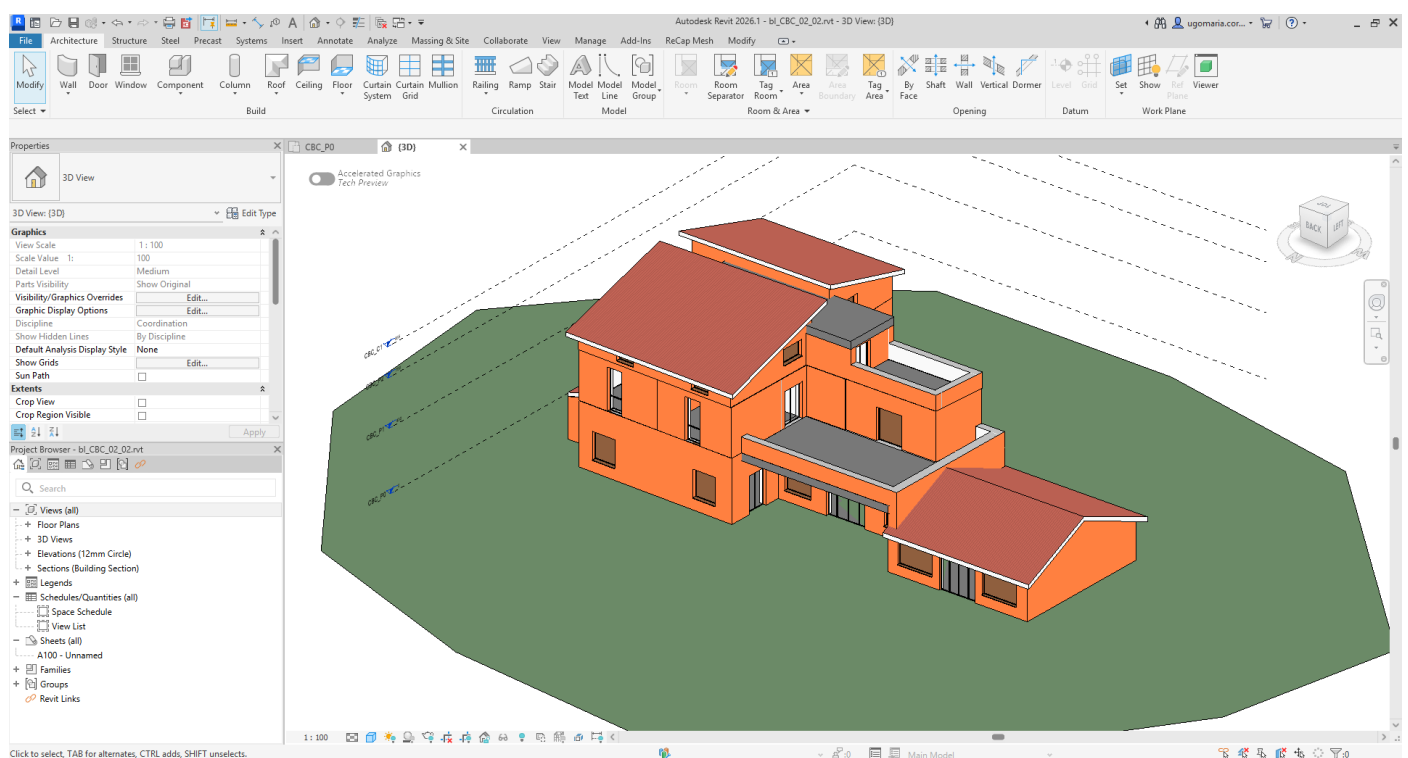 Autodesk Revit 2026.1 - bl_CBC_02_02.rvt - 3D View: {3D}
ugomaria.cor...
File Architecture Structure Steel Precast Systems Insert Annotate Analyze Massing & Site Collaborate View Manage Add-Ins ReCap Mesh Modify
Modify Wall Door Window Component Column Roof Ceiling Floor Curtain System Curtain Grid Mullion Railing Ramp Stair Model Text Model Line Model Group Room Room Separator Tag Room Area Area Boundary Tag Area By Face Shaft Wall Vertical Dormer Level Grid Set Show Ref Plane Viewer
Select Build Circulation Model Room & Area Opening Datum Work Plane
Properties
CBC_P0 {3D}
Accelerated Graphics
Tech Preview
3D View
3D View: {3D} Edit Type
Graphics
View Scale 1 : 100
Scale Value 1: 100
Detail Level Medium
Parts Visibility Show Original
Visibility/Graphics Overrides Edit...
Graphic Display Options Edit...
Discipline Coordination
Show Hidden Lines By Discipline
Default Analysis Display Style None
Show Grids Edit...
Sun Path
Extents
Crop View
Crop Region Visible
Apply
Project Browser - bl_CBC_02_02.rvt
Search
Views (all)
Floor Plans
3D Views
Elevations (12mm Circle)
Sections (Building Section)
Legends
Schedules/Quantities (all)
Space Schedule
View List
Sheets (all)
A100 - Unnamed
Families
Groups
Revit Links
BACK LEFT TOP
CBC_P0
1 : 100
Click to select, TAB for alternates, CTRL adds, SHIFT unselects.
:0 Main Model :0